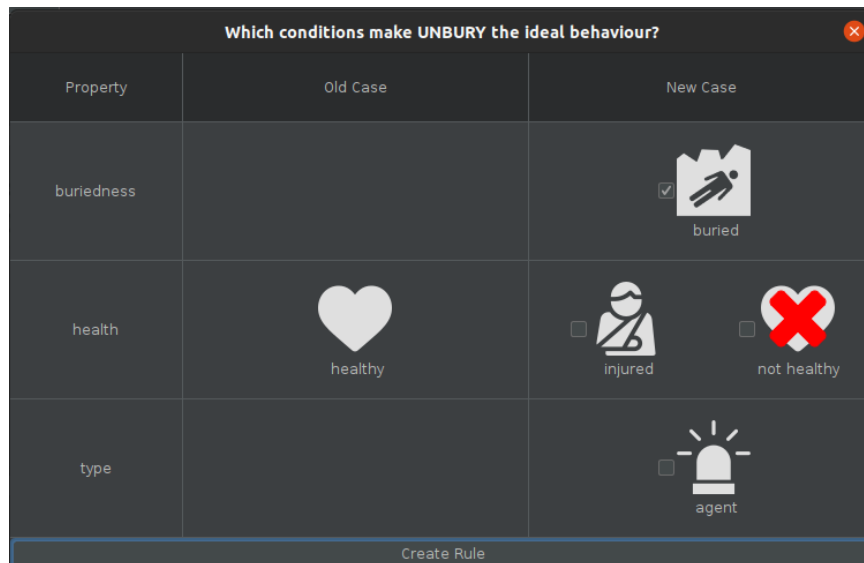 Which conditions make UNBURY the ideal behaviour?
Property Old Case New Case
buriedness
buried
health
healthy
injured
not healthy
type
agent
Create Rule